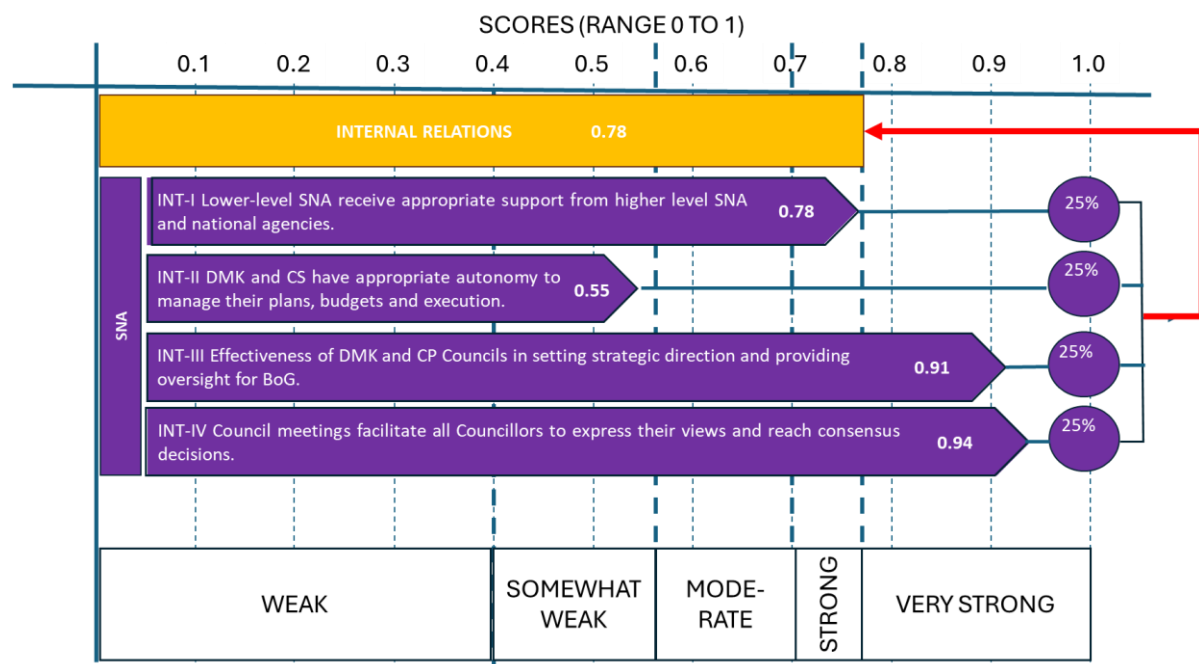 SCORES (RANGE 0 TO 1)
0.1 0.2 0.3 0.4 0.5 0.6 0.7 0.8 0.9 1.0
INTERNAL RELATIONS 0.78
SNA
INT-I Lower-level SNA receive appropriate support from higher level SNA
and national agencies.
0.78
25%
INT-II DMK and CS have appropriate autonomy to
manage their plans, budgets and execution.
0.55
25%
INT-III Effectiveness of DMK and CP Councils in setting strategic direction and providing
oversight for BoG.
0.91
25%
INT-IV Council meetings facilitate all Councillors to express their views and reach consensus
decisions.
0.94
25%
WEAK
SOMEWHAT
WEAK
MODE-
RATE
STRONG
VERY STRONG